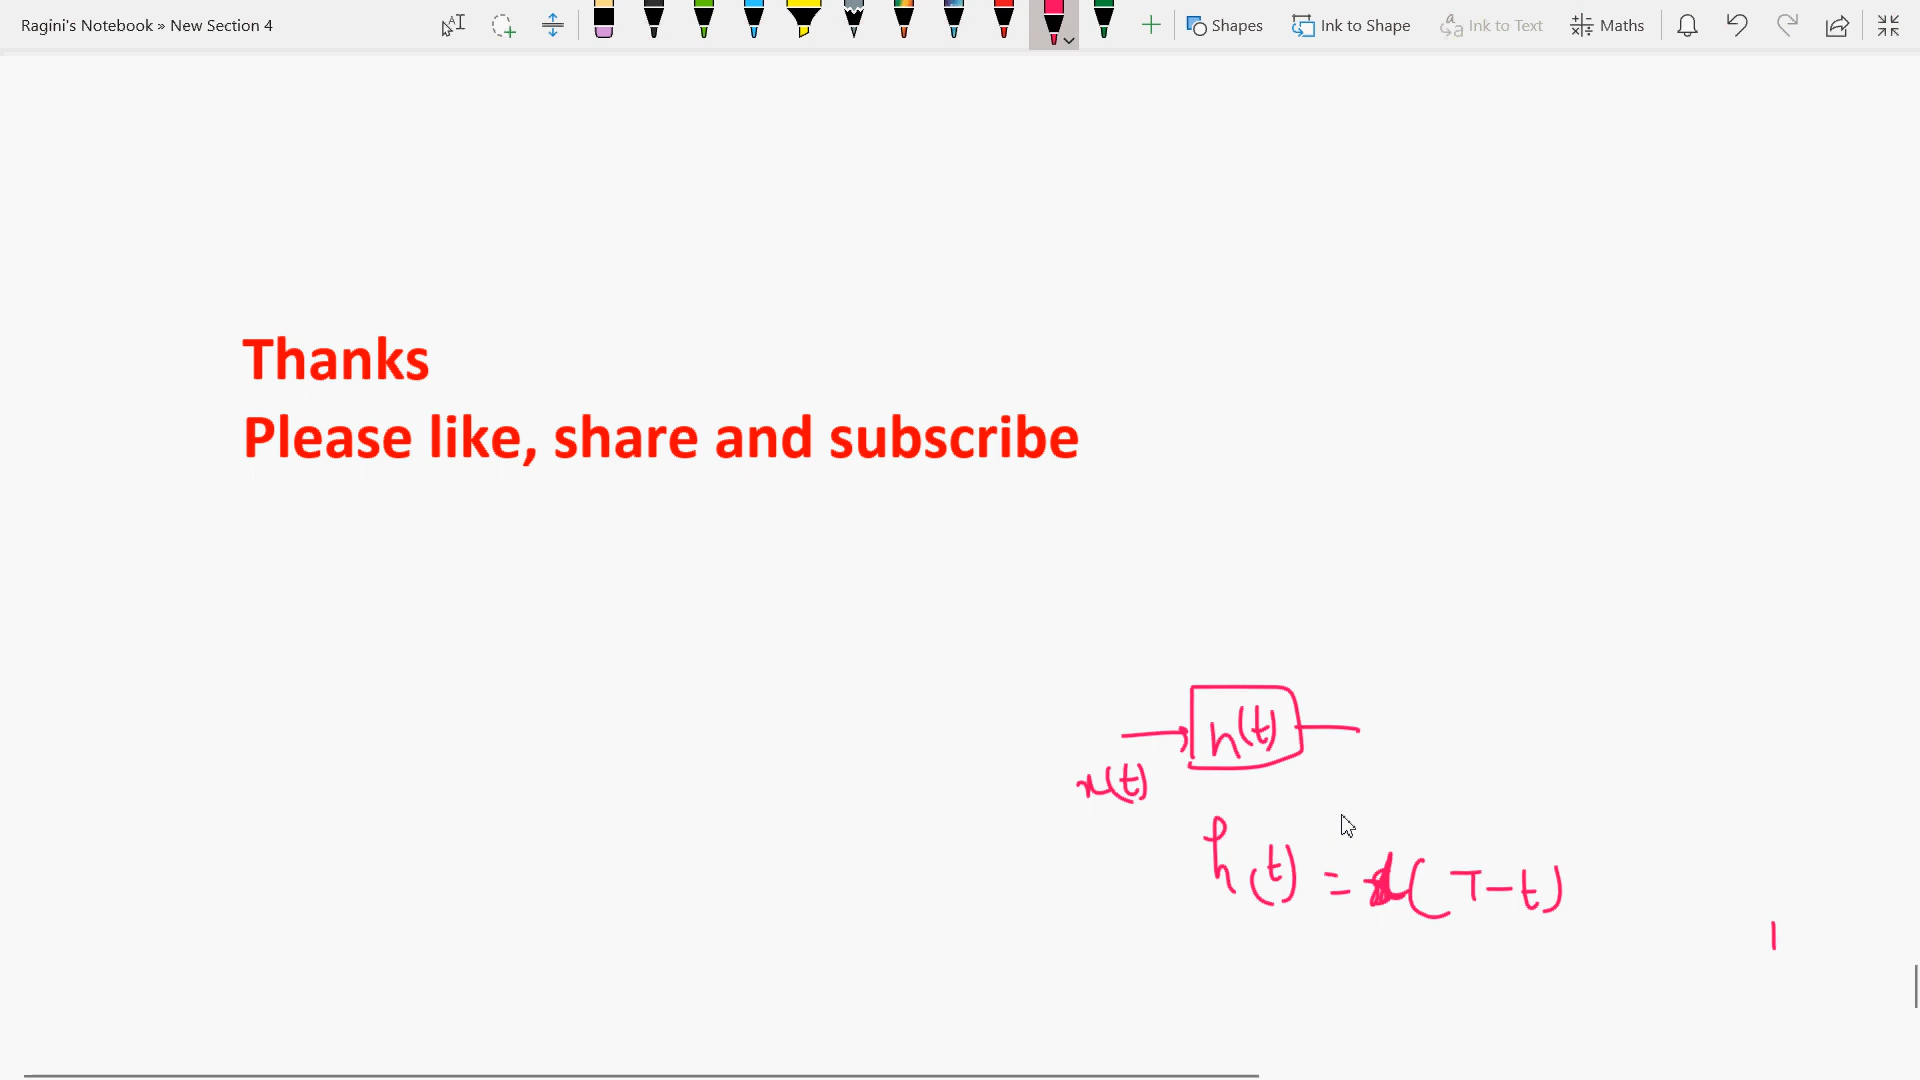 Ragini's Notebook » New Section 4
Shapes
Ink to Shape
Ink to Text
Maths
Thanks
Please like, share and subscribe
h(t)
x(t)
h(t) = x(T-t)